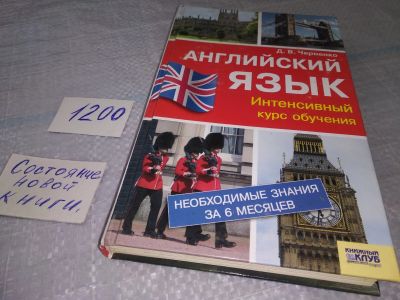 Д. В. Черненко
АНГЛИЙСКИЙ
ЯЗЫК
Интенсивный
курс обучения
НЕОБХОДИМЫЕ ЗНАНИЯ
ЗА 6 МЕСЯЦЕВ
КНИЖНЫЙ
КЛУБ
1200
Состояние
новой
книги.